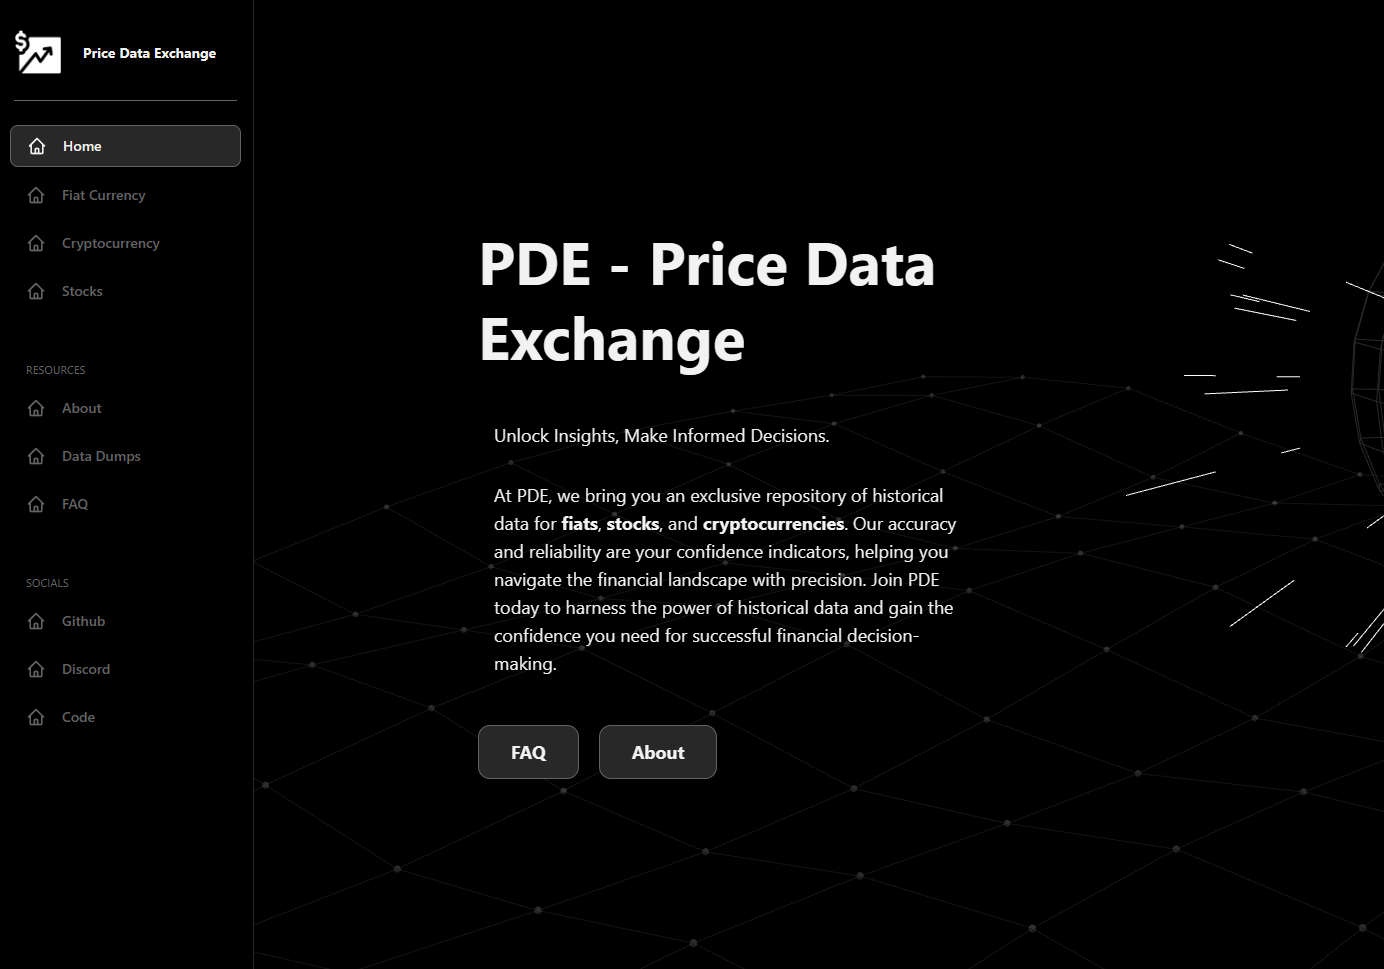 Price Data Exchange
Home
Fiat Currency
Cryptocurrency
Stocks
RESOURCES
About
Data Dumps
FAQ
SOCIALS
Github
Discord
Code
PDE - Price Data
Exchange
Unlock Insights, Make Informed Decisions.
At PDE, we bring you an exclusive repository of historical
data for fiats, stocks, and cryptocurrencies. Our accuracy
and reliability are your confidence indicators, helping you
navigate the financial landscape with precision. Join PDE
today to harness the power of historical data and gain the
confidence you need for successful financial decision-
making.
FAQ
About